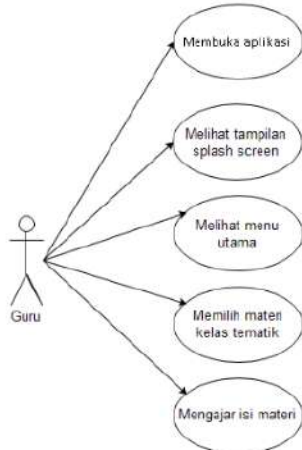 Membuka aplikasi
Melihat tampilan
splash screen
Melihat menu
utama
Guru
Memilih materi
kelas tematik
Mengajar isi materi